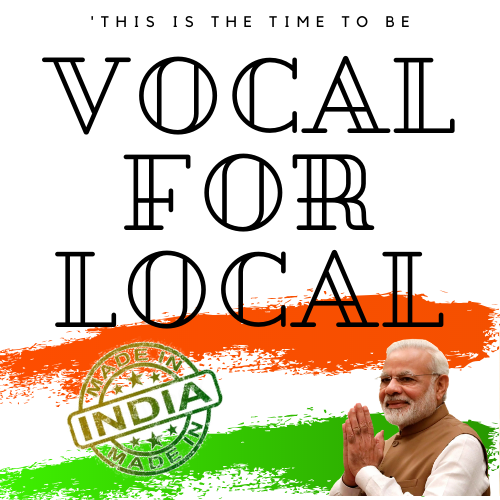 'THIS IS THE TIME TO BE
VOCAL
FOR
LOCAL
MADE IN
INDIA
MADE IN